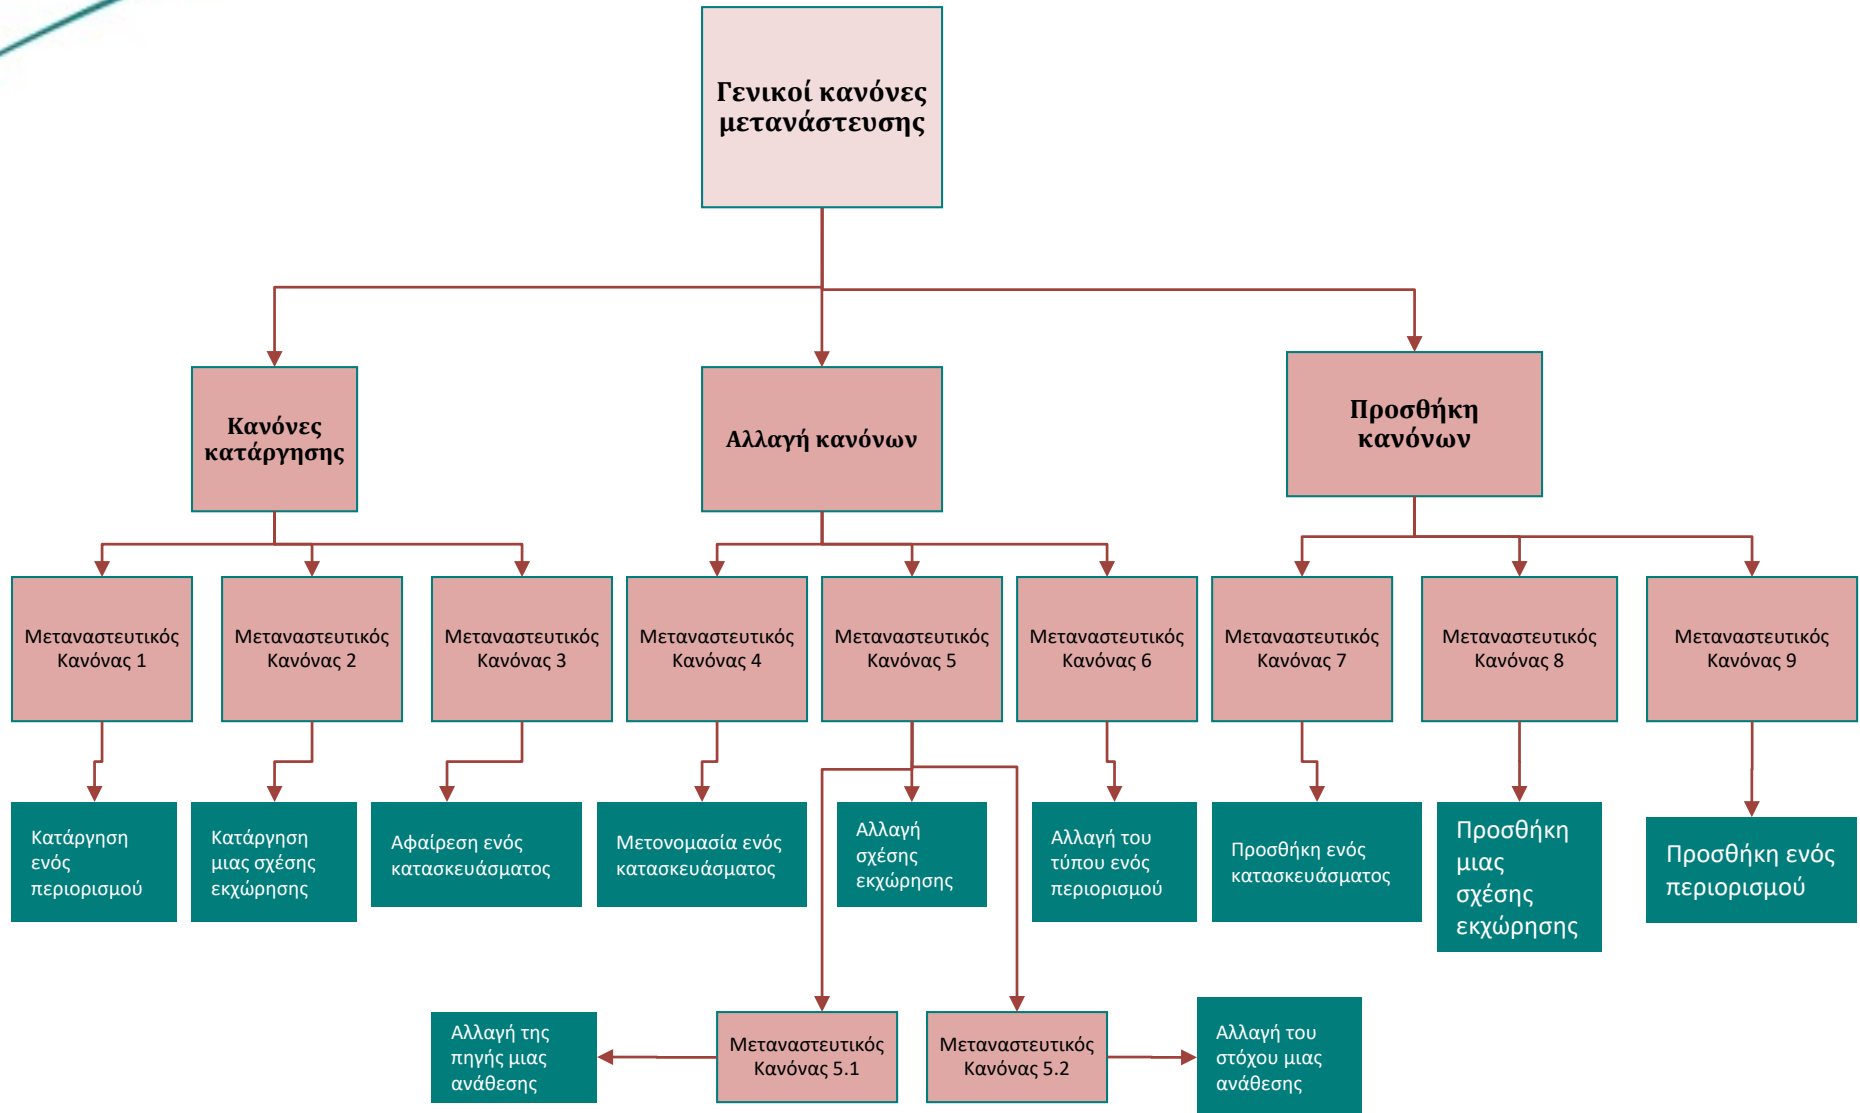 Γενικοί κανόνες
μετανάστευσης
Κανόνες
κατάργησης
Αλλαγή κανόνων
Προσθήκη
κανόνων
Μεταναστευτικός
Κανόνας 1
Μεταναστευτικός
Κανόνας 2
Μεταναστευτικός
Κανόνας 3
Μεταναστευτικός
Κανόνας 4
Μεταναστευτικός
Κανόνας 5
Μεταναστευτικός
Κανόνας 6
Μεταναστευτικός
Κανόνας 7
Μεταναστευτικός
Κανόνας 8
Μεταναστευτικός
Κανόνας 9
Κατάργηση
ενός
περιορισμού
Κατάργηση
μιας σχέσης
εκχώρησης
Αφαίρεση ενός
κατασκευάσματος
Μετονομασία ενός
κατασκευάσματος
Αλλαγή
σχέσης
εκχώρησης
Αλλαγή του
τύπου ενός
περιορισμού
Προσθήκη ενός
κατασκευάσματος
Προσθήκη
μιας
σχέσης
εκχώρησης
Προσθήκη ενός
περιορισμού
Αλλαγή της
πηγής μιας
ανάθεσης
Μεταναστευτικός
Κανόνας 5.1
Μεταναστευτικός
Κανόνας 5.2
Αλλαγή του
στόχου μιας
ανάθεσης